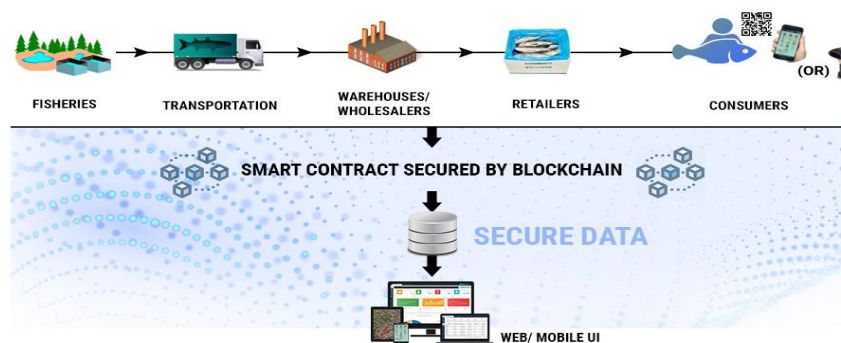 (OR)
FISHERIES
TRANSPORTATION
WAREHOUSES/
WHOLESALERS
RETAILERS
CONSUMERS
SMART CONTRACT SECURED BY BLOCKCHAIN
SECURE DATA
WEB/ MOBILE UI